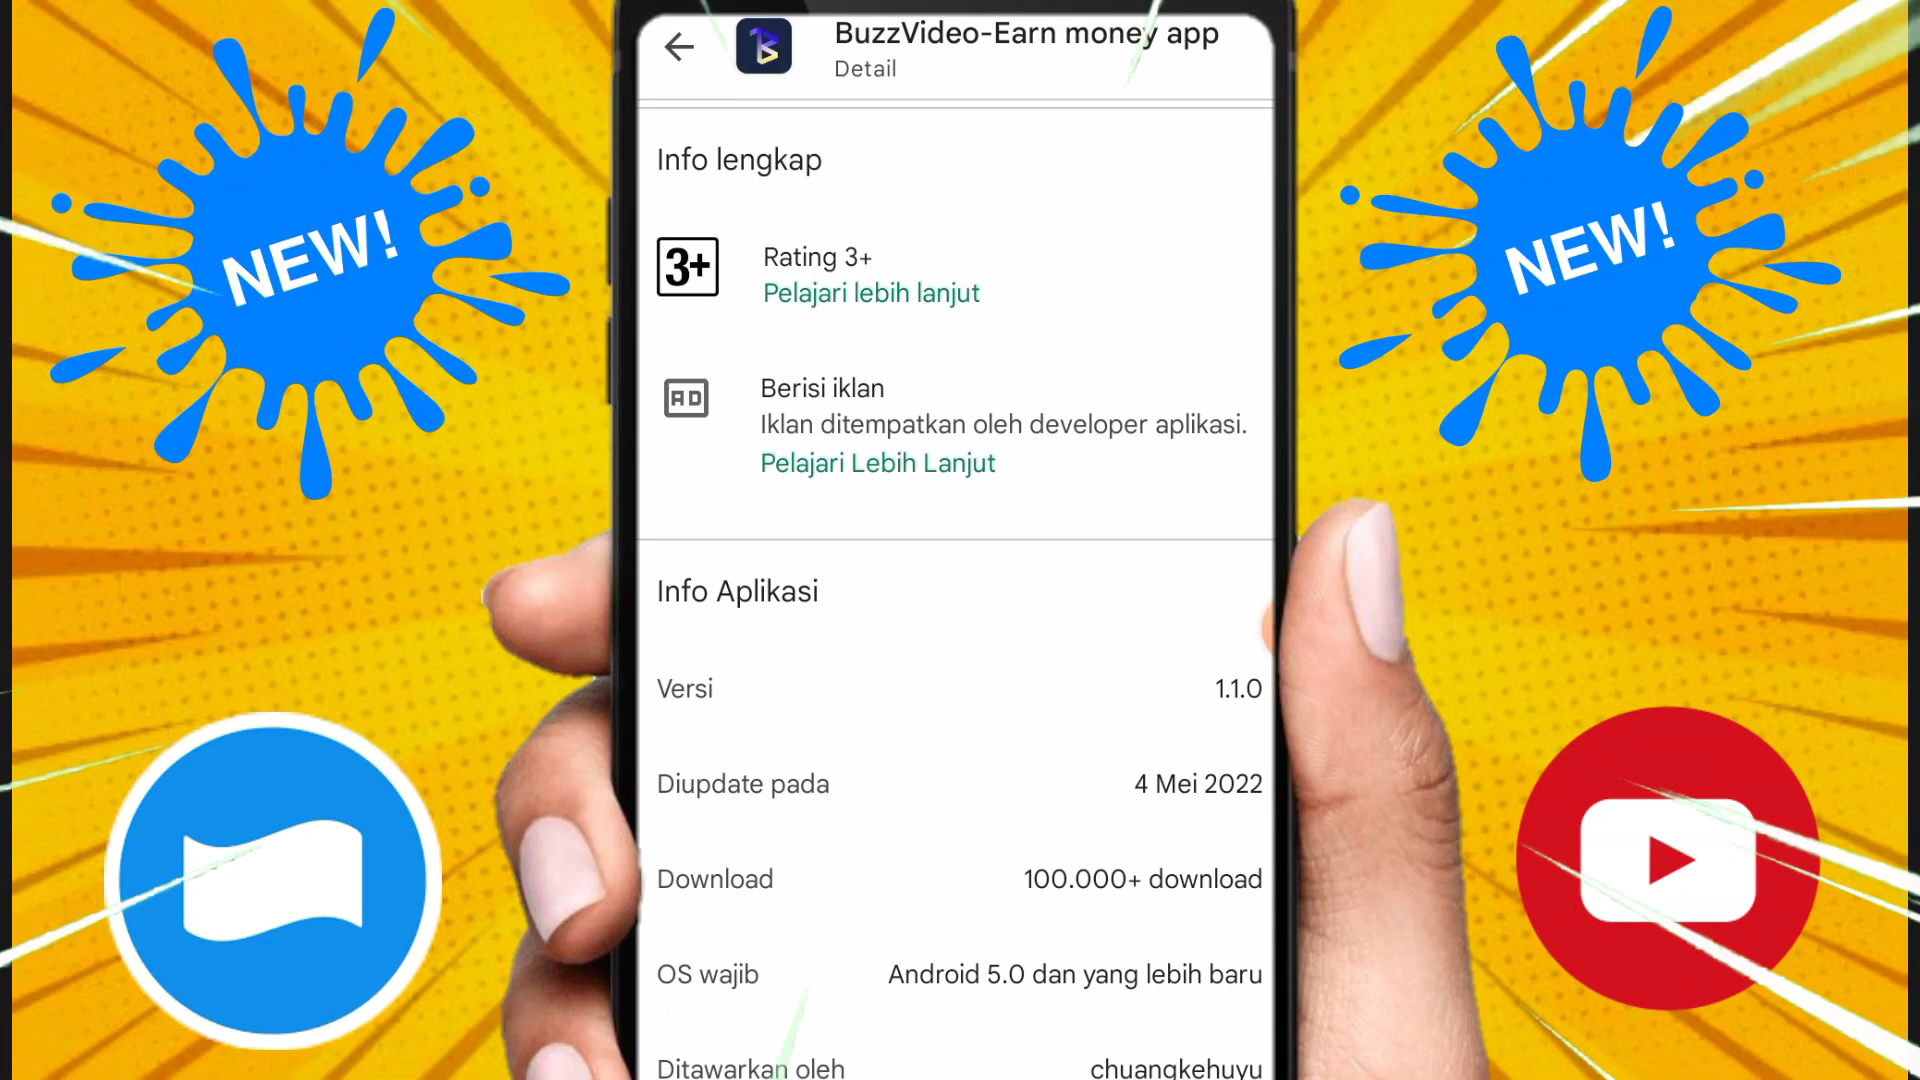 BuzzVideo-Earn money app
Detail
NEW!
NEW!
Info lengkap
3+
Rating 3+
Pelajari lebih lanjut
AD
Berisi iklan
Iklan ditempatkan oleh developer aplikasi.
Pelajari Lebih Lanjut
Info Aplikasi
Versi 1.1.0
Diupdate pada 4 Mei 2022
Download 100.000+ download
OS wajib Android 5.0 dan yang lebih baru
Ditawarkan oleh chuangkehuyu